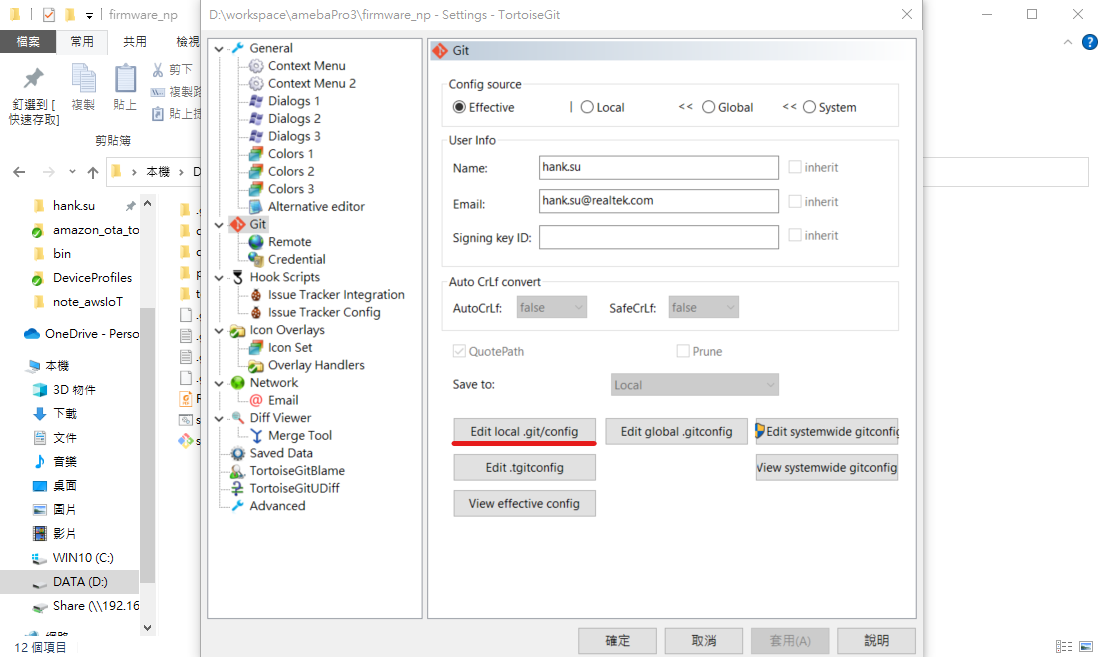 firmware_np
D:\workspace\amebaPro3\firmware_np - Settings - TortoiseGit
檔案
常用
共用
檢視
釘選到 [
快速存取]
複製
貼上
剪下
複製路
貼上捷
剪貼簿
本機
D
hank.su
amazon_ota_to
bin
DeviceProfiles
note_awsIoT
OneDrive - Perso
本機
3D 物件
下載
文件
音樂
桌面
圖片
影片
WIN10 (C:)
DATA (D:)
Share (\\192.16
網路
12 個項目
General
Context Menu
Context Menu 2
Dialogs 1
Dialogs 2
Dialogs 3
Colors 1
Colors 2
Colors 3
Alternative editor
Git
Remote
Credential
Hook Scripts
Issue Tracker Integration
Issue Tracker Config
Icon Overlays
Icon Set
Overlay Handlers
Network
Email
Diff Viewer
Merge Tool
Saved Data
TortoiseGitBlame
TortoiseGitUDiff
Advanced
Git
Config source
Effective | Local << Global << System
User Info
Name: hank.su inherit
Email: hank.su@realtek.com inherit
Signing key ID: inherit
Auto CrLf convert
AutoCrLf: false SafeCrLf: false
QuotePath Prune
Save to: Local
Edit local .git/config Edit global .gitconfig Edit systemwide gitconfig
Edit .tgitconfig View systemwide gitconfig
View effective config
確定 取消 套用(A) 說明